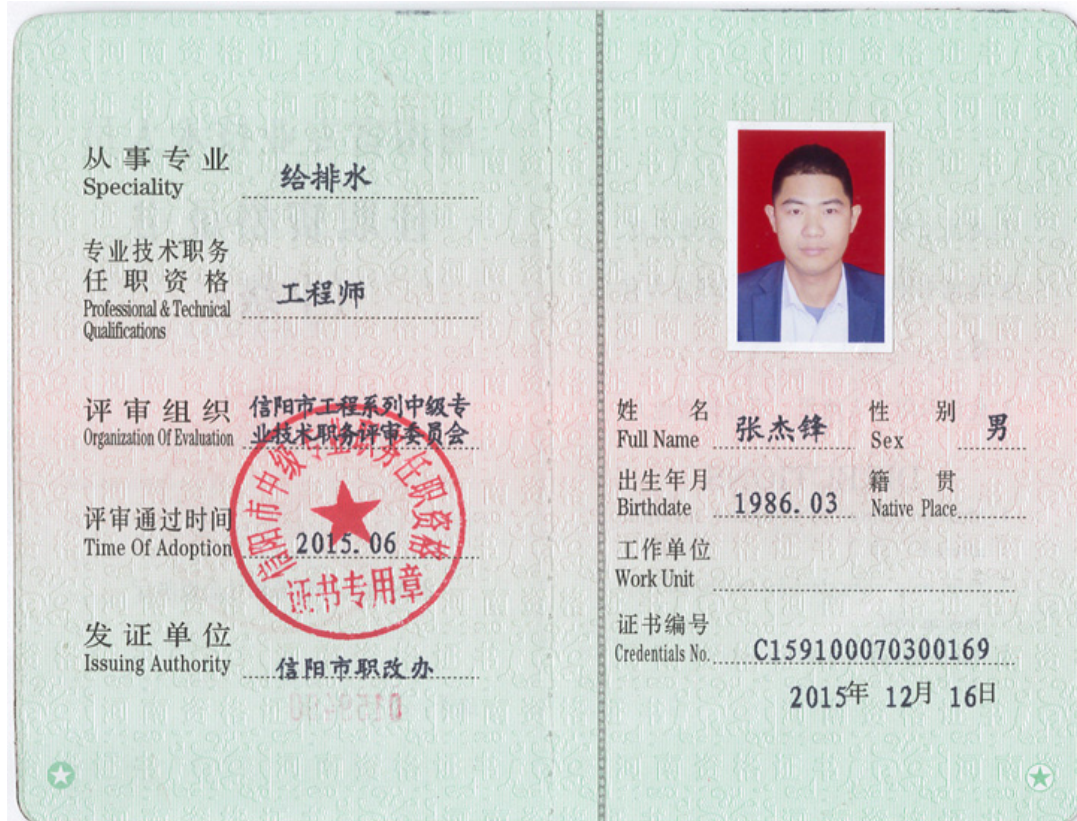 从事专业
Speciality
给排水
专业技术职务
任职资格
Professional & Technical
Qualifications
工程师
评审组织
Organization Of Evaluation
信阳市工程系列中级专
业技术职务评审委员会
评审通过时间
Time Of Adoption
2015.06
信阳市中级专业职务任职资格
证书专用章
发证单位
Issuing Authority
信阳市职改办
姓名
Full Name
张杰锋
性别
Sex
男
出生年月
Birthdate
1986.03
籍贯
Native Place
工作单位
Work Unit
证书编号
Credentials No.
C159100070300169
2015年 12月 16日